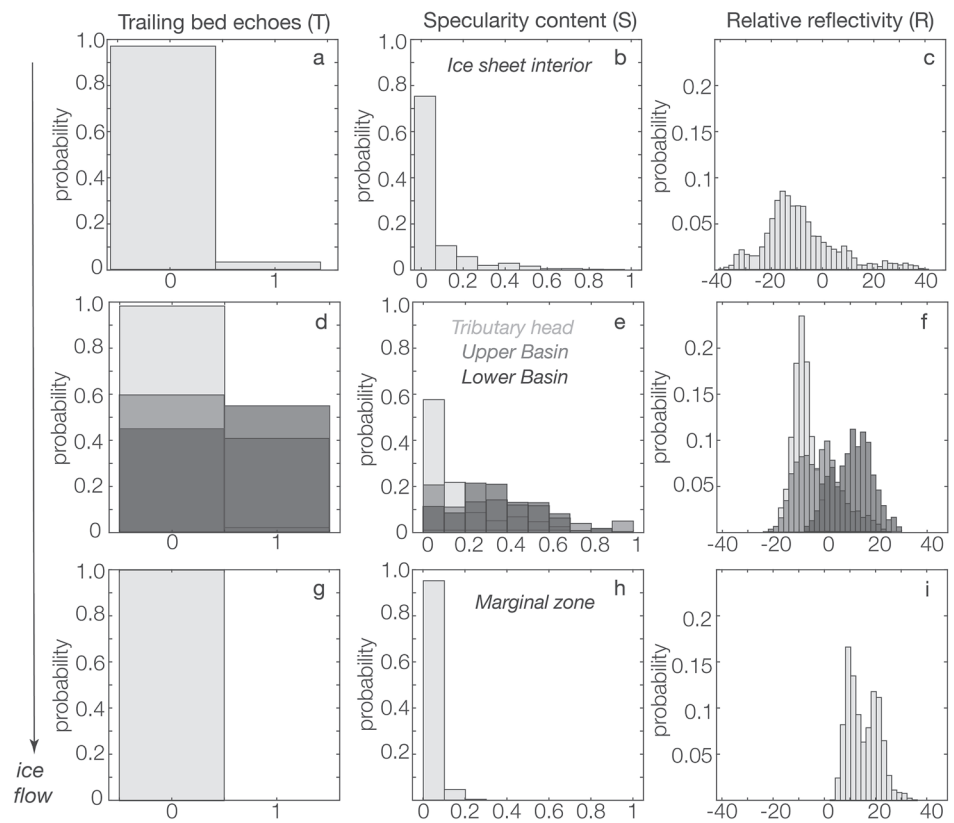 Trailing bed echoes (T) Specularity content (S) Relative reflectivity (R)
1.0 a 1.0 b Ice sheet interior c
0.8 0.8 0.2
probability probability probability
0.6 0.6 0.15
0.4 0.4 0.1
0.2 0.2 0.05
0 0
0 1 0 0.2 0.4 0.6 0.8 1 -40 -20 0 20 40
1.0 d 1.0 e f
Tributary head
Upper Basin
Lower Basin
0.8 0.8 0.2
probability probability probability
0.6 0.6 0.15
0.4 0.4 0.1
0.2 0.2 0.05
0 0
0 1 0 0.2 0.4 0.6 0.8 1 -40 -20 0 20 40
1.0 g 1.0 h Marginal zone i
0.8 0.8 0.2
probability probability probability
0.6 0.6 0.15
0.4 0.4 0.1
0.2 0.2 0.05
0
0 1 0 0.2 0.4 0.6 0.8 1 -40 -20 0 20 40
ice
flow